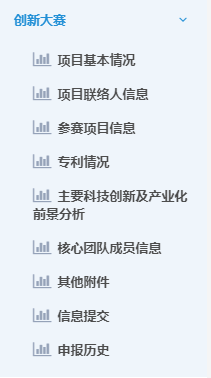 创新大赛
项目基本情况
项目联络人信息
参赛项目信息
专利情况
主要科技创新及产业化
前景分析
核心团队成员信息
其他附件
信息提交
申报历史